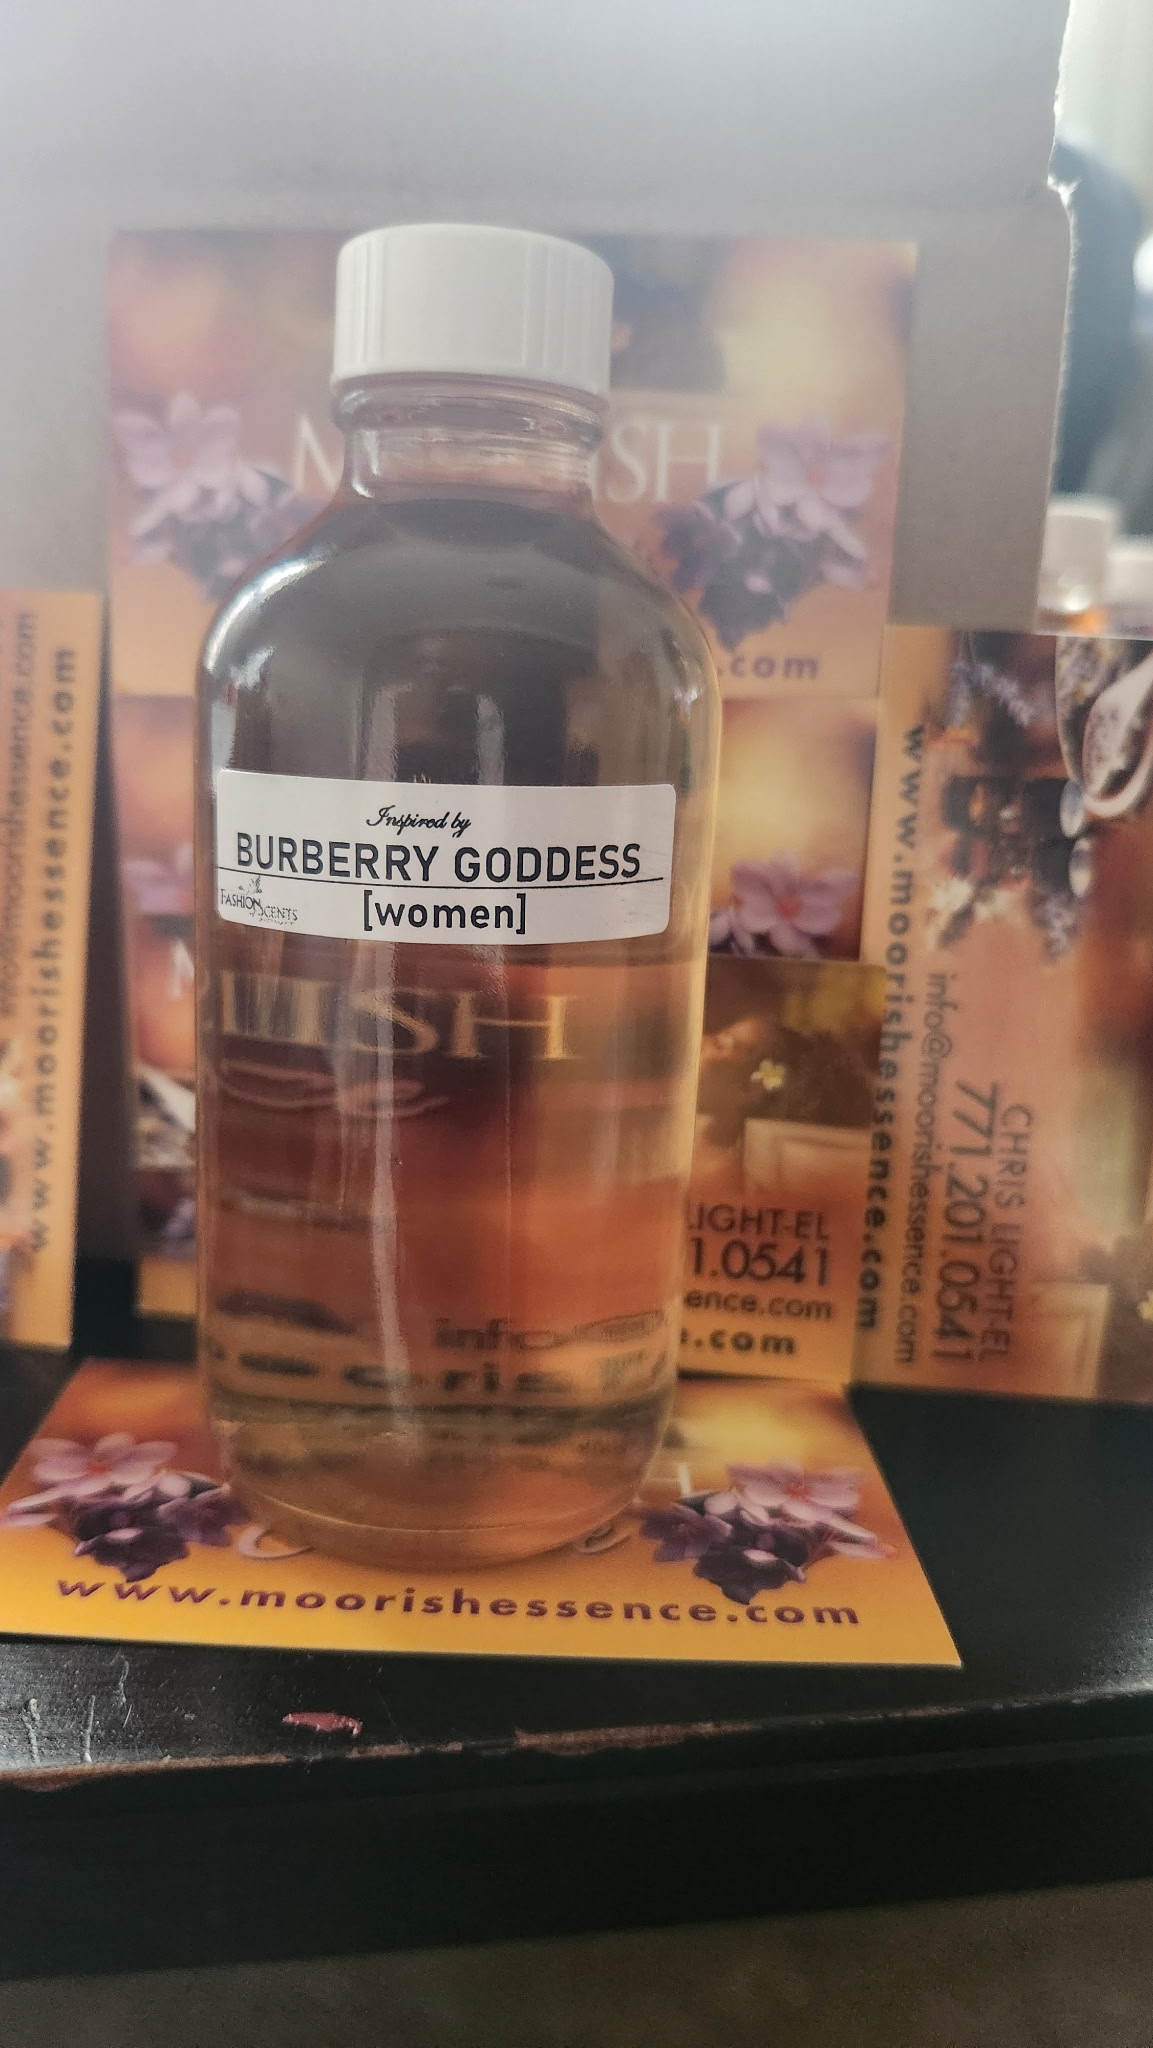 Inspired by
BURBERRY GODDESS
FASHION SCENTS
[women]
ISH
.com
www.moorishessence.com
LIGHT-EL
1.0541
ence.com
.com
CHRIS LIGHT-EL
771.201.0541
info@moorishessence.com
www.moorishessence.com
www.moorishessence.com